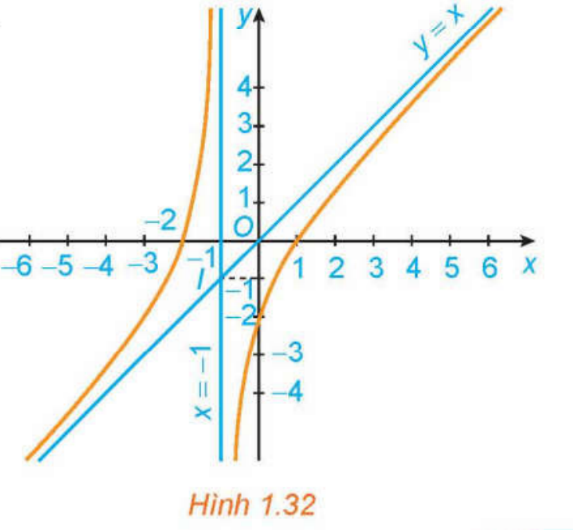 y
y = x
4
3
2
1
–2
O
–6 –5 –4 –3 –1 1 2 3 4 5 6 x
I
–1
–2
–3
–4
x = –1
Hình 1.32